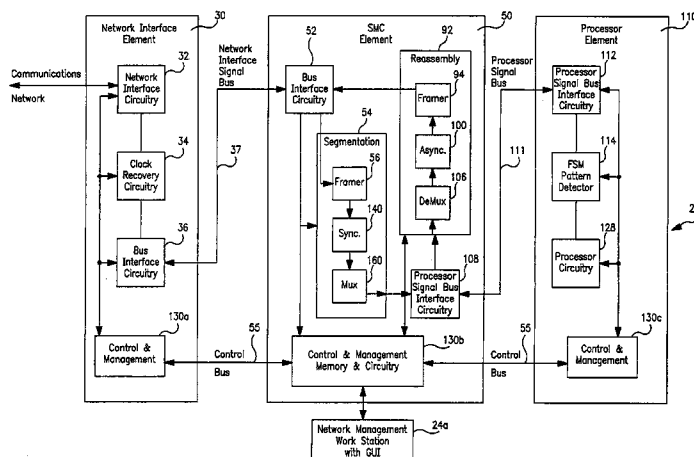 Network Interface
Element
30
32
Communications
Network
Network
Interface
Circuitry
34
Clock
Recovery
Circuitry
36
Bus
Interface
Circuitry
130a
Control &
Management
Network
Interface
Signal
Bus
37
55
Control
Bus
SMC
Element
50
52
Bus
Interface
Circuitry
54
Segmentation
56
Framer
140
Sync.
160
Mux
92
Reassembly
94
Framer
100
Async.
106
DeMux
108
Processor
Signal Bus
Interface
Circuitry
130b
Control & Management
Memory & Circuitry
24a
Network Management
Work Station
with GUI
Processor
Signal
Bus
111
55
Control
Bus
Processor
Element
110
112
Processor
Signal Bus
Interface
Circuitry
114
FSM
Pattern
Detector
128
Processor
Circuitry
130c
Control &
Management